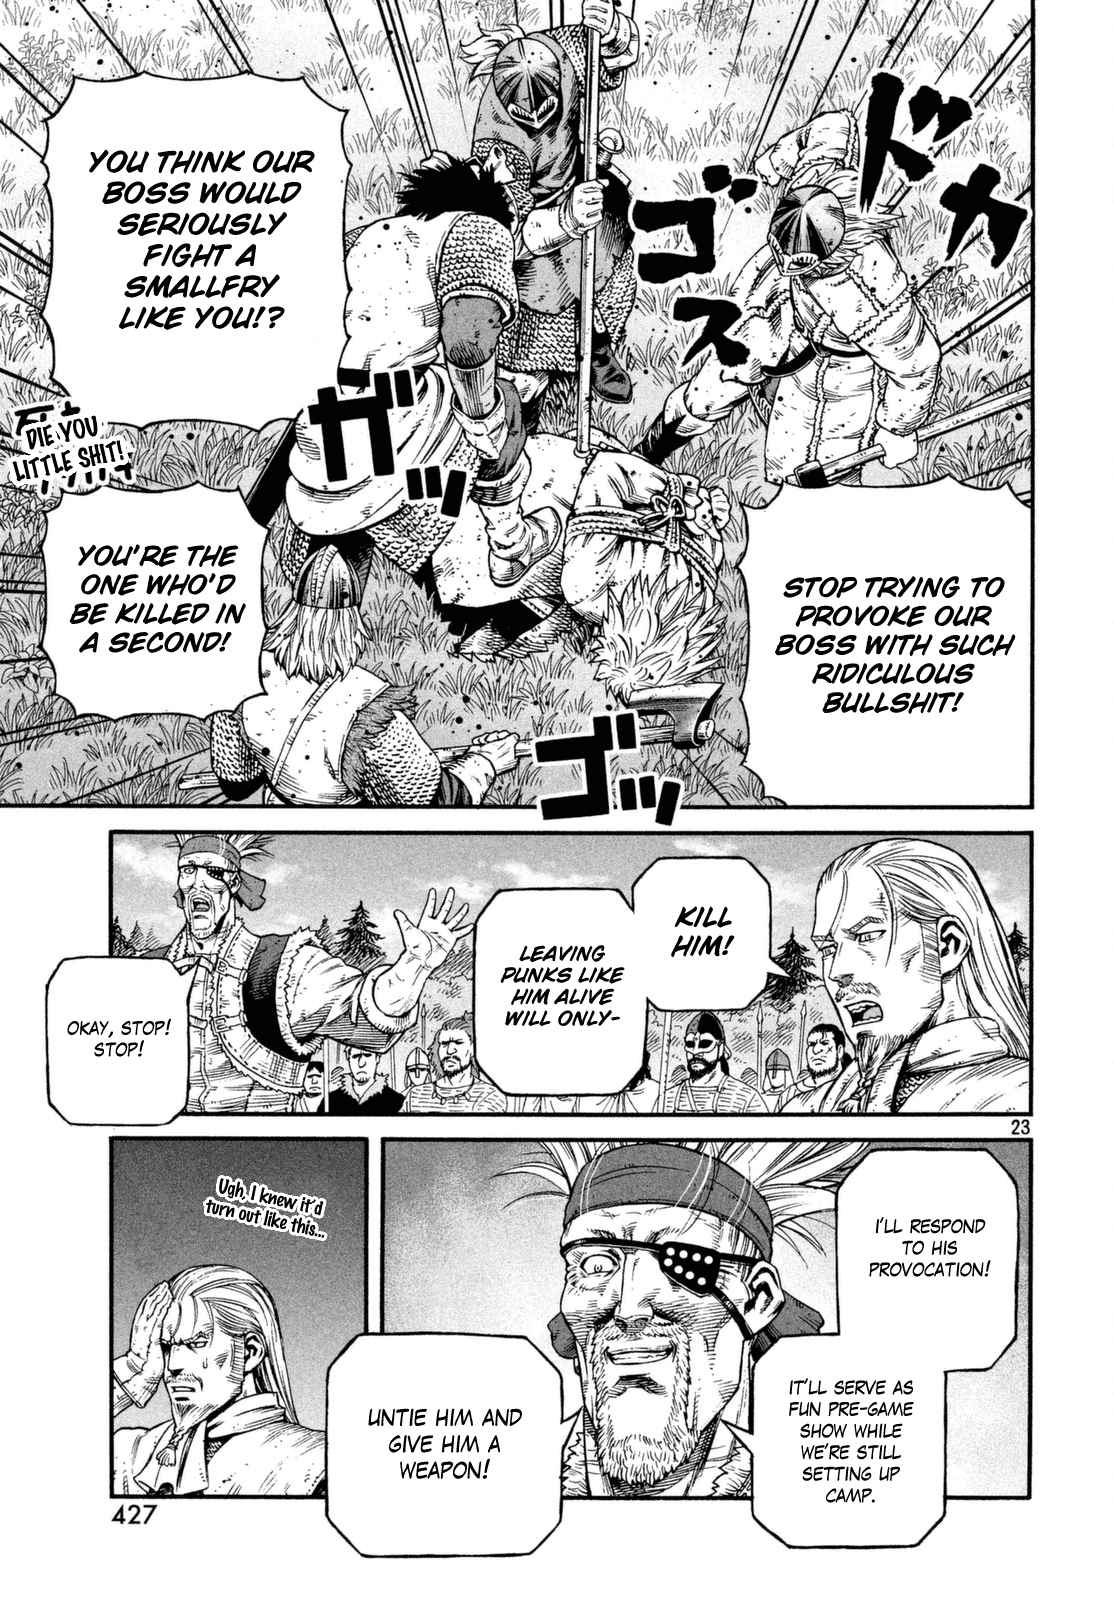 STOP TRYING TO
PROVOKE OUR
BOSS WITH SUCH
RIDICULOUS
BULLSHIT!
YOU THINK OUR
BOSS WOULD
SERIOUSLY
FIGHT A
SMALLFRY
LIKE YOU!?
YOU'RE THE
ONE WHO'D
BE KILLED IN
A SECOND!
DIE YOU
LITTLE SHIT!
ドカ
ゴス
ガッ
ゴッ
KILL
HIM!
LEAVING
PUNKS LIKE
HIM ALIVE
WILL ONLY-
OKAY, STOP!
STOP!
23
I'LL RESPOND
TO HIS
PROVOCATION!
IT'LL SERVE AS
FUN PRE-GAME
SHOW WHILE
WE'RE STILL
SETTING UP
CAMP.
UNTIE HIM AND
GIVE HIM A
WEAPON!
Ugh, I knew it'd
turn out like this...
427